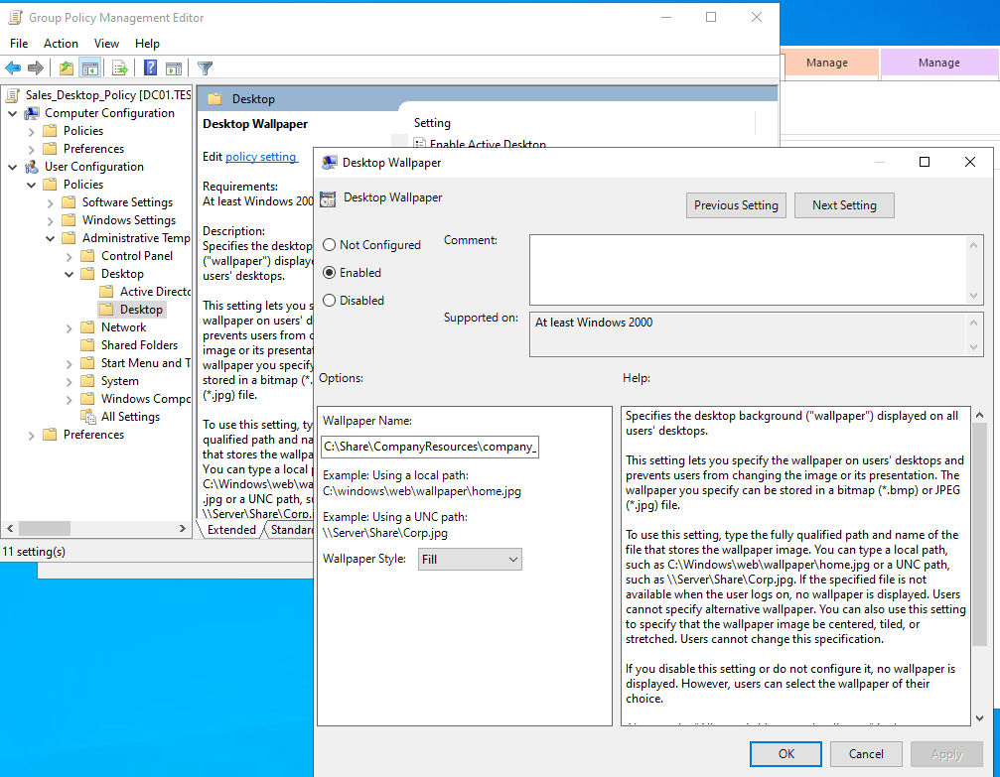 Group Policy Management Editor
File Action View Help
Manage
Manage
Sales_Desktop_Policy [DC01.TES
Computer Configuration
Policies
Preferences
User Configuration
Policies
Software Settings
Windows Settings
Administrative Temp
Control Panel
Desktop
Active Directo
Desktop
Network
Shared Folders
Start Menu and T
System
Windows Compo
All Settings
Preferences
11 setting(s)
Desktop
Desktop Wallpaper
Edit policy setting
Requirements:
At least Windows 2000
Description:
Specifies the desktop
("wallpaper") displaye
users' desktops.
This setting lets you s
wallpaper on users' d
prevents users from c
image or its presentat
wallpaper you specify
stored in a bitmap (*.
(*.jpg) file.
To use this setting, ty
qualified path and na
that stores the wallpa
You can type a local p
C:\Windows\web\wa
.jpg or a UNC path, su
\\Server\Share\Corp.j
Extended Standard
Setting
Enable Active Desktop
Desktop Wallpaper
Desktop Wallpaper
Previous Setting
Next Setting
Not Configured
Enabled
Disabled
Comment:
Supported on:
At least Windows 2000
Options:
Help:
Wallpaper Name:
C:\Share\CompanyResources\company_
Example: Using a local path:
C:\windows\web\wallpaper\home.jpg
Example: Using a UNC path:
\\Server\Share\Corp.jpg
Wallpaper Style: Fill
Specifies the desktop background ("wallpaper") displayed on all
users' desktops.
This setting lets you specify the wallpaper on users' desktops and
prevents users from changing the image or its presentation. The
wallpaper you specify can be stored in a bitmap (*.bmp) or JPEG
(*.jpg) file.
To use this setting, type the fully qualified path and name of the
file that stores the wallpaper image. You can type a local path,
such as C:\Windows\web\wallpaper\home.jpg or a UNC path,
such as \\Server\Share\Corp.jpg. If the specified file is not
available when the user logs on, no wallpaper is displayed. Users
cannot specify alternative wallpaper. You can also use this setting
to specify that the wallpaper image be centered, tiled, or
stretched. Users cannot change this specification.
If you disable this setting or do not configure it, no wallpaper is
displayed. However, users can select the wallpaper of their
choice.
OK
Cancel
Apply